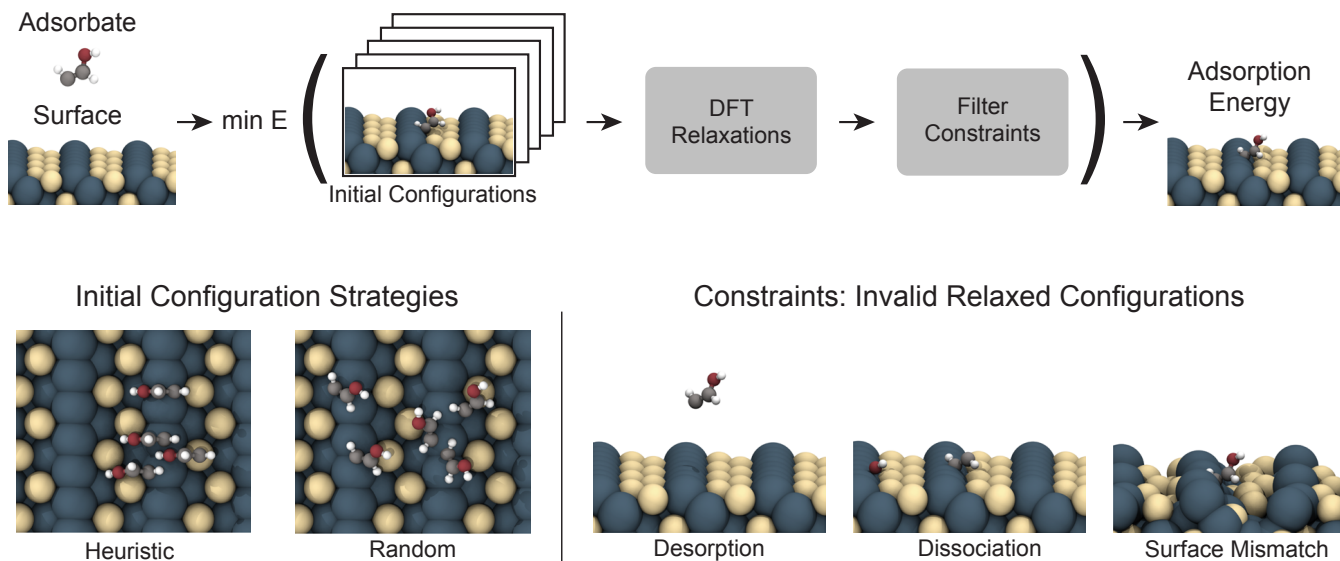 Adsorbate
Surface
min E
(
Initial Configurations
DFT
Relaxations
Filter
Constraints
)
Adsorption
Energy
Initial Configuration Strategies
Heuristic
Random
Constraints: Invalid Relaxed Configurations
Desorption
Dissociation
Surface Mismatch